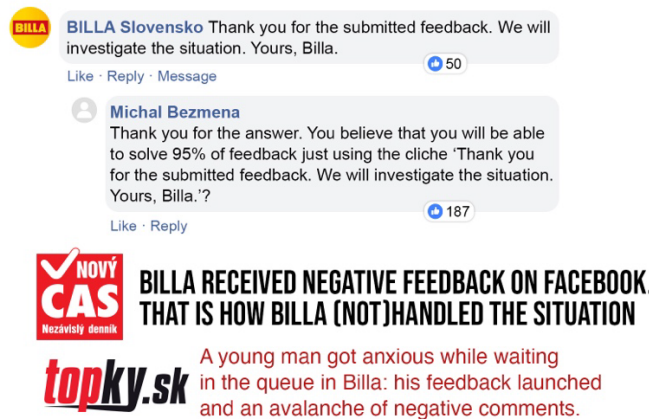 BILLA
BILLA Slovensko Thank you for the submitted feedback. We will
investigate the situation. Yours, Billa.
50
Like · Reply · Message
Michal Bezmena
Thank you for the answer. You believe that you will be able
to solve 95% of feedback just using the cliche ‘Thank you
for the submitted feedback. We will investigate the situation.
Yours, Billa.’?
187
Like · Reply
NOVÝ
ČAS
Nezávislý denník
BILLA RECEIVED NEGATIVE FEEDBACK ON FACEBOOK.
THAT IS HOW BILLA (NOT)HANDLED THE SITUATION
topky.sk
A young man got anxious while waiting
in the queue in Billa: his feedback launched
and an avalanche of negative comments.